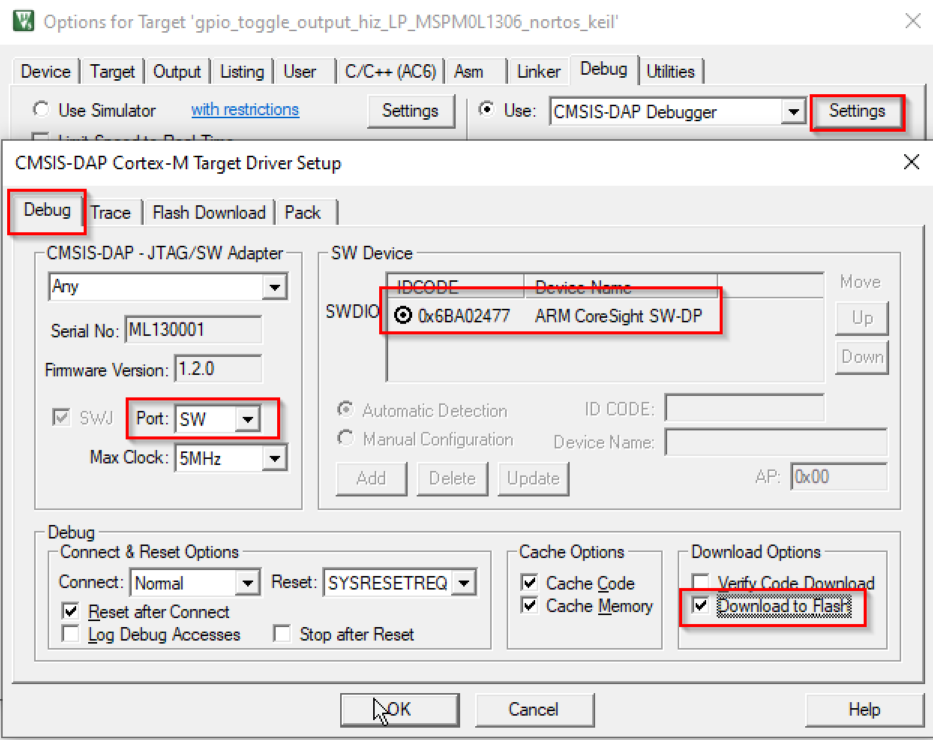 Options for Target 'gpio_toggle_output_hiz_LP_MSPM0L1306_nortos_keil'
Device Target Output Listing User C/C++ (AC6) Asm Linker Debug Utilities
Use Simulator with restrictions Settings Use: CMSIS-DAP Debugger Settings
Limit Speed to Real-Time
CMSIS-DAP Cortex-M Target Driver Setup
Debug Trace Flash Download Pack
CMSIS-DAP - JTAG/SW Adapter
Any
Serial No: ML130001
Firmware Version: 1.2.0
SWJ Port: SW
Max Clock: 5MHz
SW Device
IDCODE Device Name
SWDIO 0x6BA02477 ARM CoreSight SW-DP
Move
Up
Down
Automatic Detection
Manual Configuration
ID CODE:
Device Name:
Add Delete Update
AP: 0x00
Debug
Connect & Reset Options
Connect: Normal Reset: SYSRESETREQ
Reset after Connect
Log Debug Accesses Stop after Reset
Cache Options
Cache Code
Cache Memory
Download Options
Verify Code Download
Download to Flash
OK Cancel Help